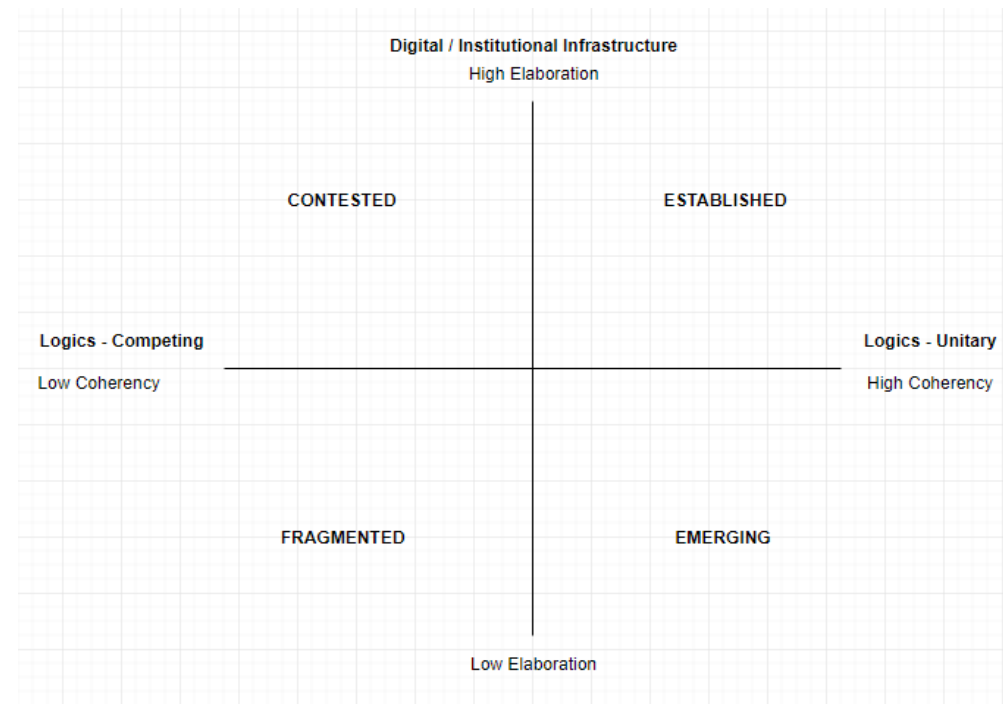 Digital / Institutional Infrastructure
High Elaboration
CONTESTED
ESTABLISHED
Logics - Competing
Logics - Unitary
Low Coherency
High Coherency
FRAGMENTED
EMERGING
Low Elaboration